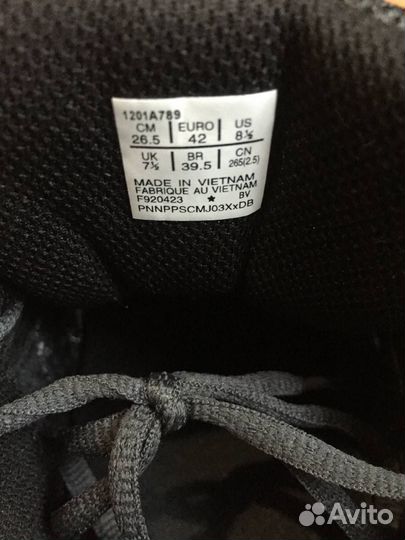 1201A789
CM | EURO | US
26.5 | 42 | 8½
UK | BR | CN
7½ | 39.5 | 265(2.5)
MADE IN VIETNAM
FABRIQUE AU VIETNAM
F920423 ★ BV
PNNPPSCMJ03XxDB
Avito